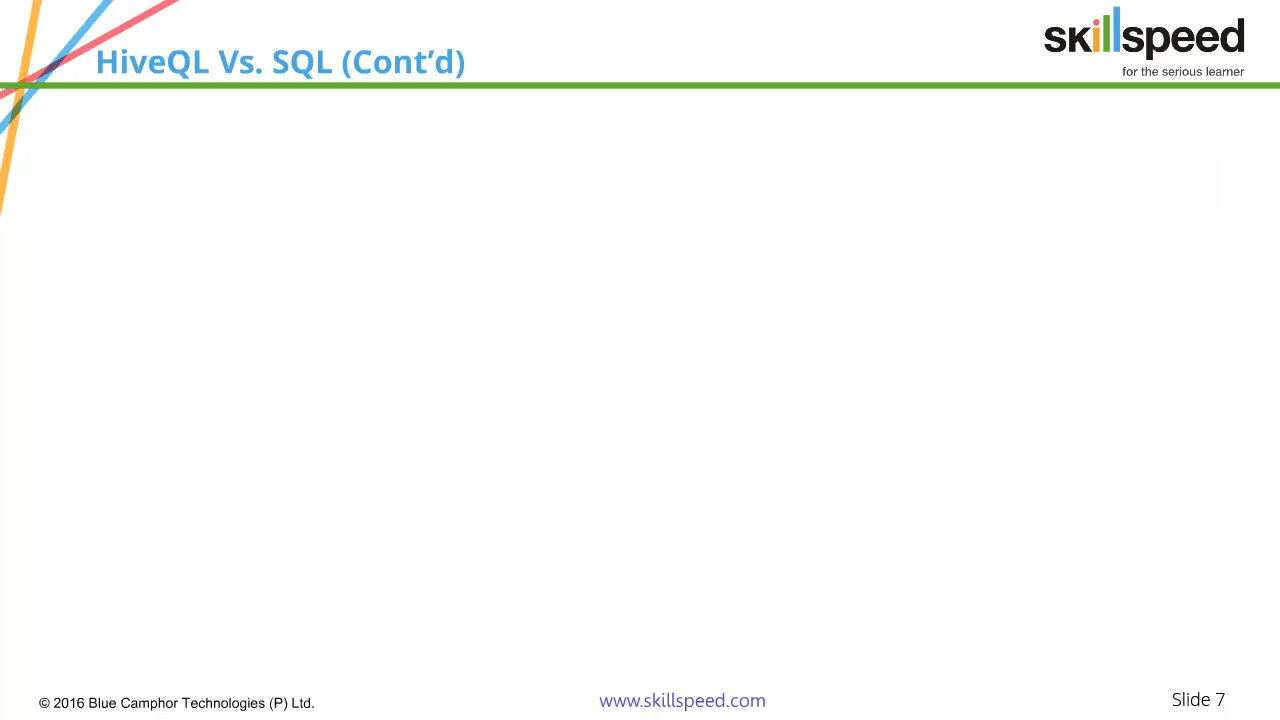 HiveQL Vs. SQL (Cont’d)
skillspeed
for the serious learner
© 2016 Blue Camphor Technologies (P) Ltd.
www.skillspeed.com
Slide 7